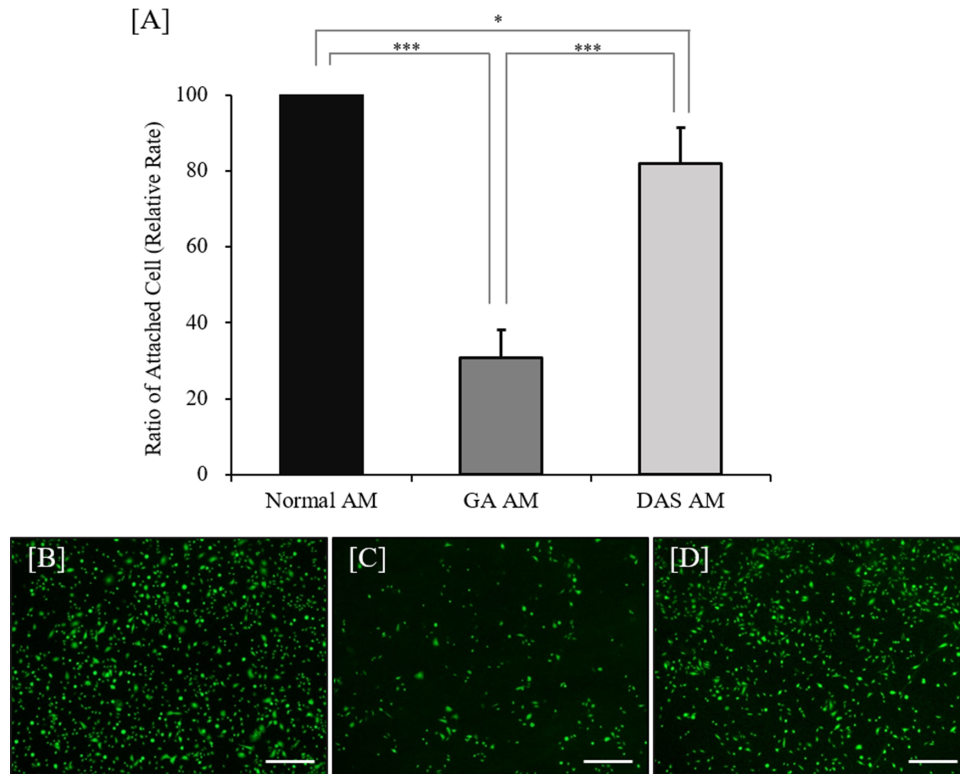 [A]
*
*** ***
Ratio of Attached Cell (Relative Rate)
100
80
60
40
20
0
Normal AM GA AM DAS AM
[B] [C] [D]